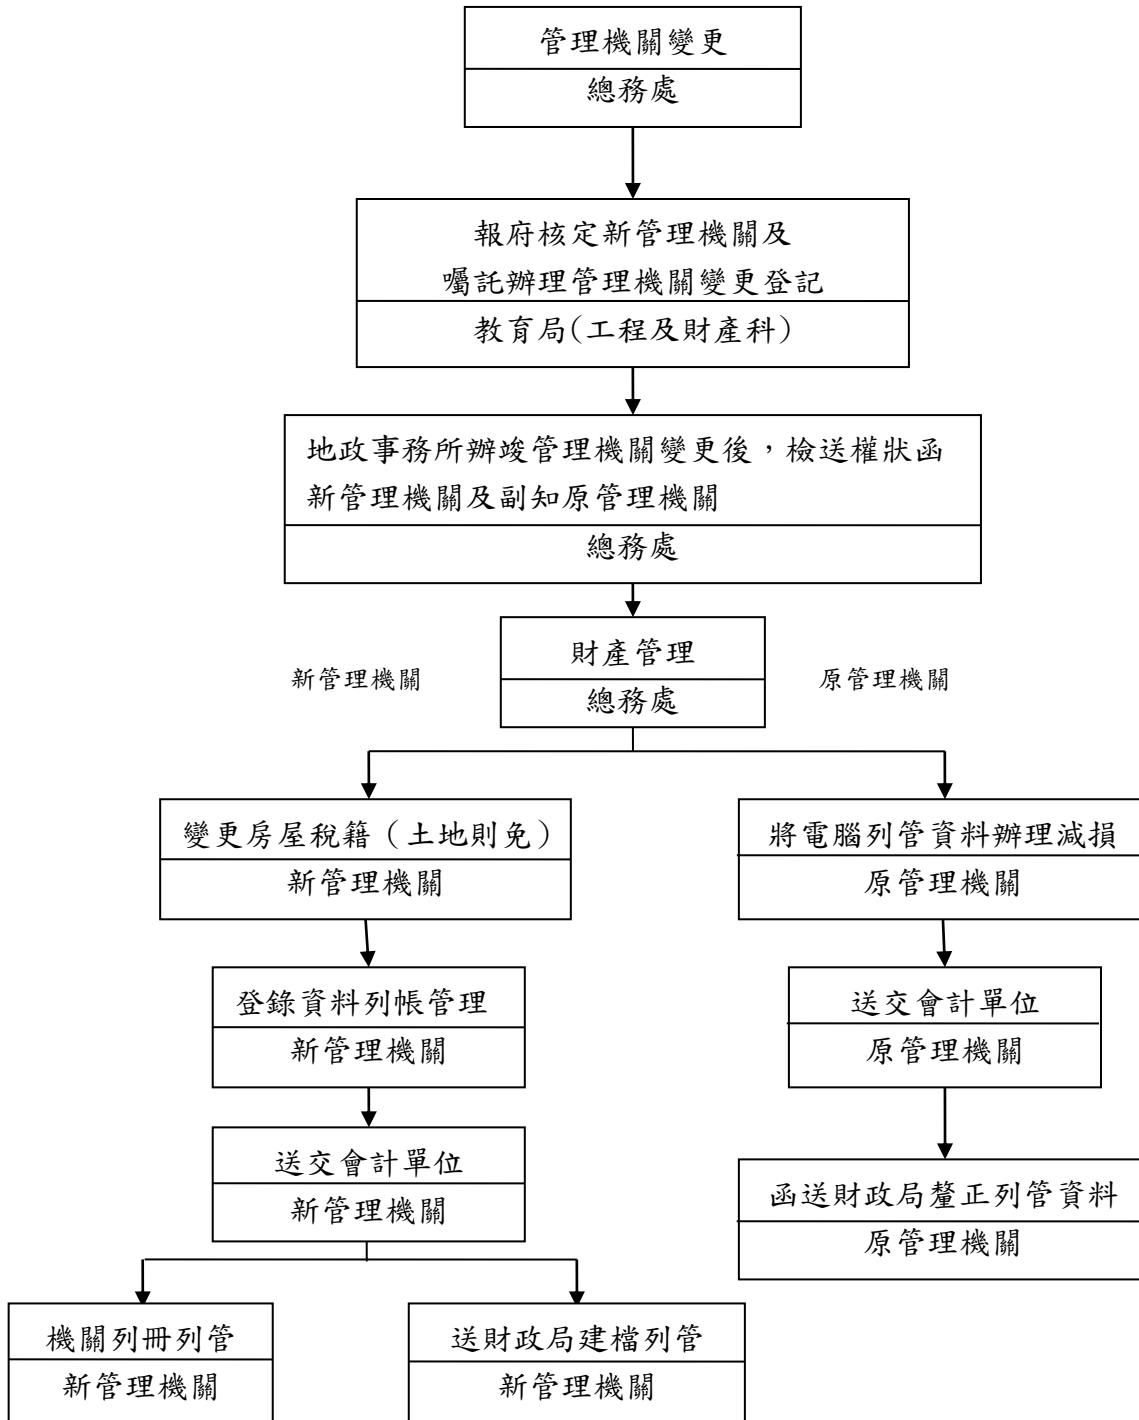 管理機關變更
總務處
報府核定新管理機關及
囑託辦理管理機關變更登記
教育局(工程及財產科)
地政事務所辦竣管理機關變更後，檢送權狀函
新管理機關及副知原管理機關
總務處
財產管理
總務處
新管理機關
原管理機關
變更房屋稅籍（土地則免）
新管理機關
將電腦列管資料辦理減損
原管理機關
登錄資料列帳管理
新管理機關
送交會計單位
原管理機關
送交會計單位
新管理機關
函送財政局釐正列管資料
原管理機關
機關列冊列管
新管理機關
送財政局建檔列管
新管理機關